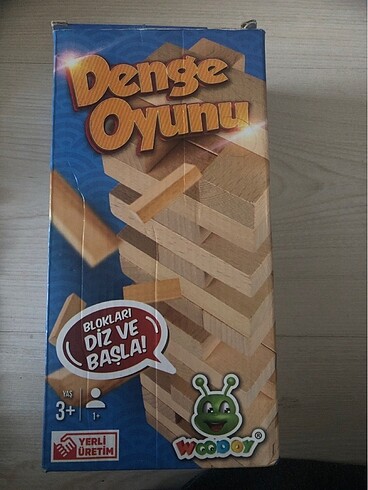 Denge
Oyunu
BLOKLARI
DİZ VE
BAŞLA!
YAŞ
3+
1+
YERLİ
ÜRETİM
WOODOY®